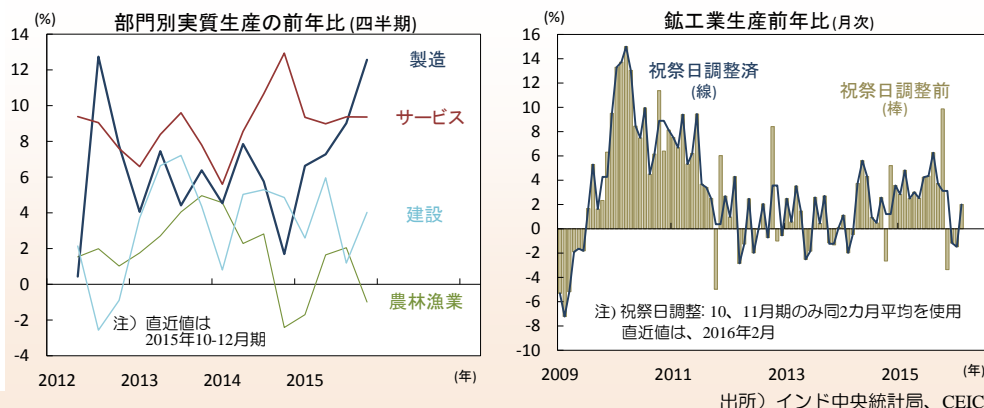 部門別実質生産の前年比 (四半期)
(%)
14
12
10
8
6
4
2
0
-2
-4
製造
サービス
建設
農林漁業
注）直近値は
2015年10-12月期
2012 2013 2014 2015 (年)
鉱工業生産前年比 (月次)
(%)
20
18
16
14
12
10
8
6
4
2
0
-2
-4
-6
-8
-10
祝祭日調整済
(線)
祝祭日調整前
(棒)
注) 祝祭日調整: 10、11月期のみ同2カ月平均を使用
直近値は、2016年2月
2009 2011 2013 2015 (年)
出所）インド中央統計局、CEIC